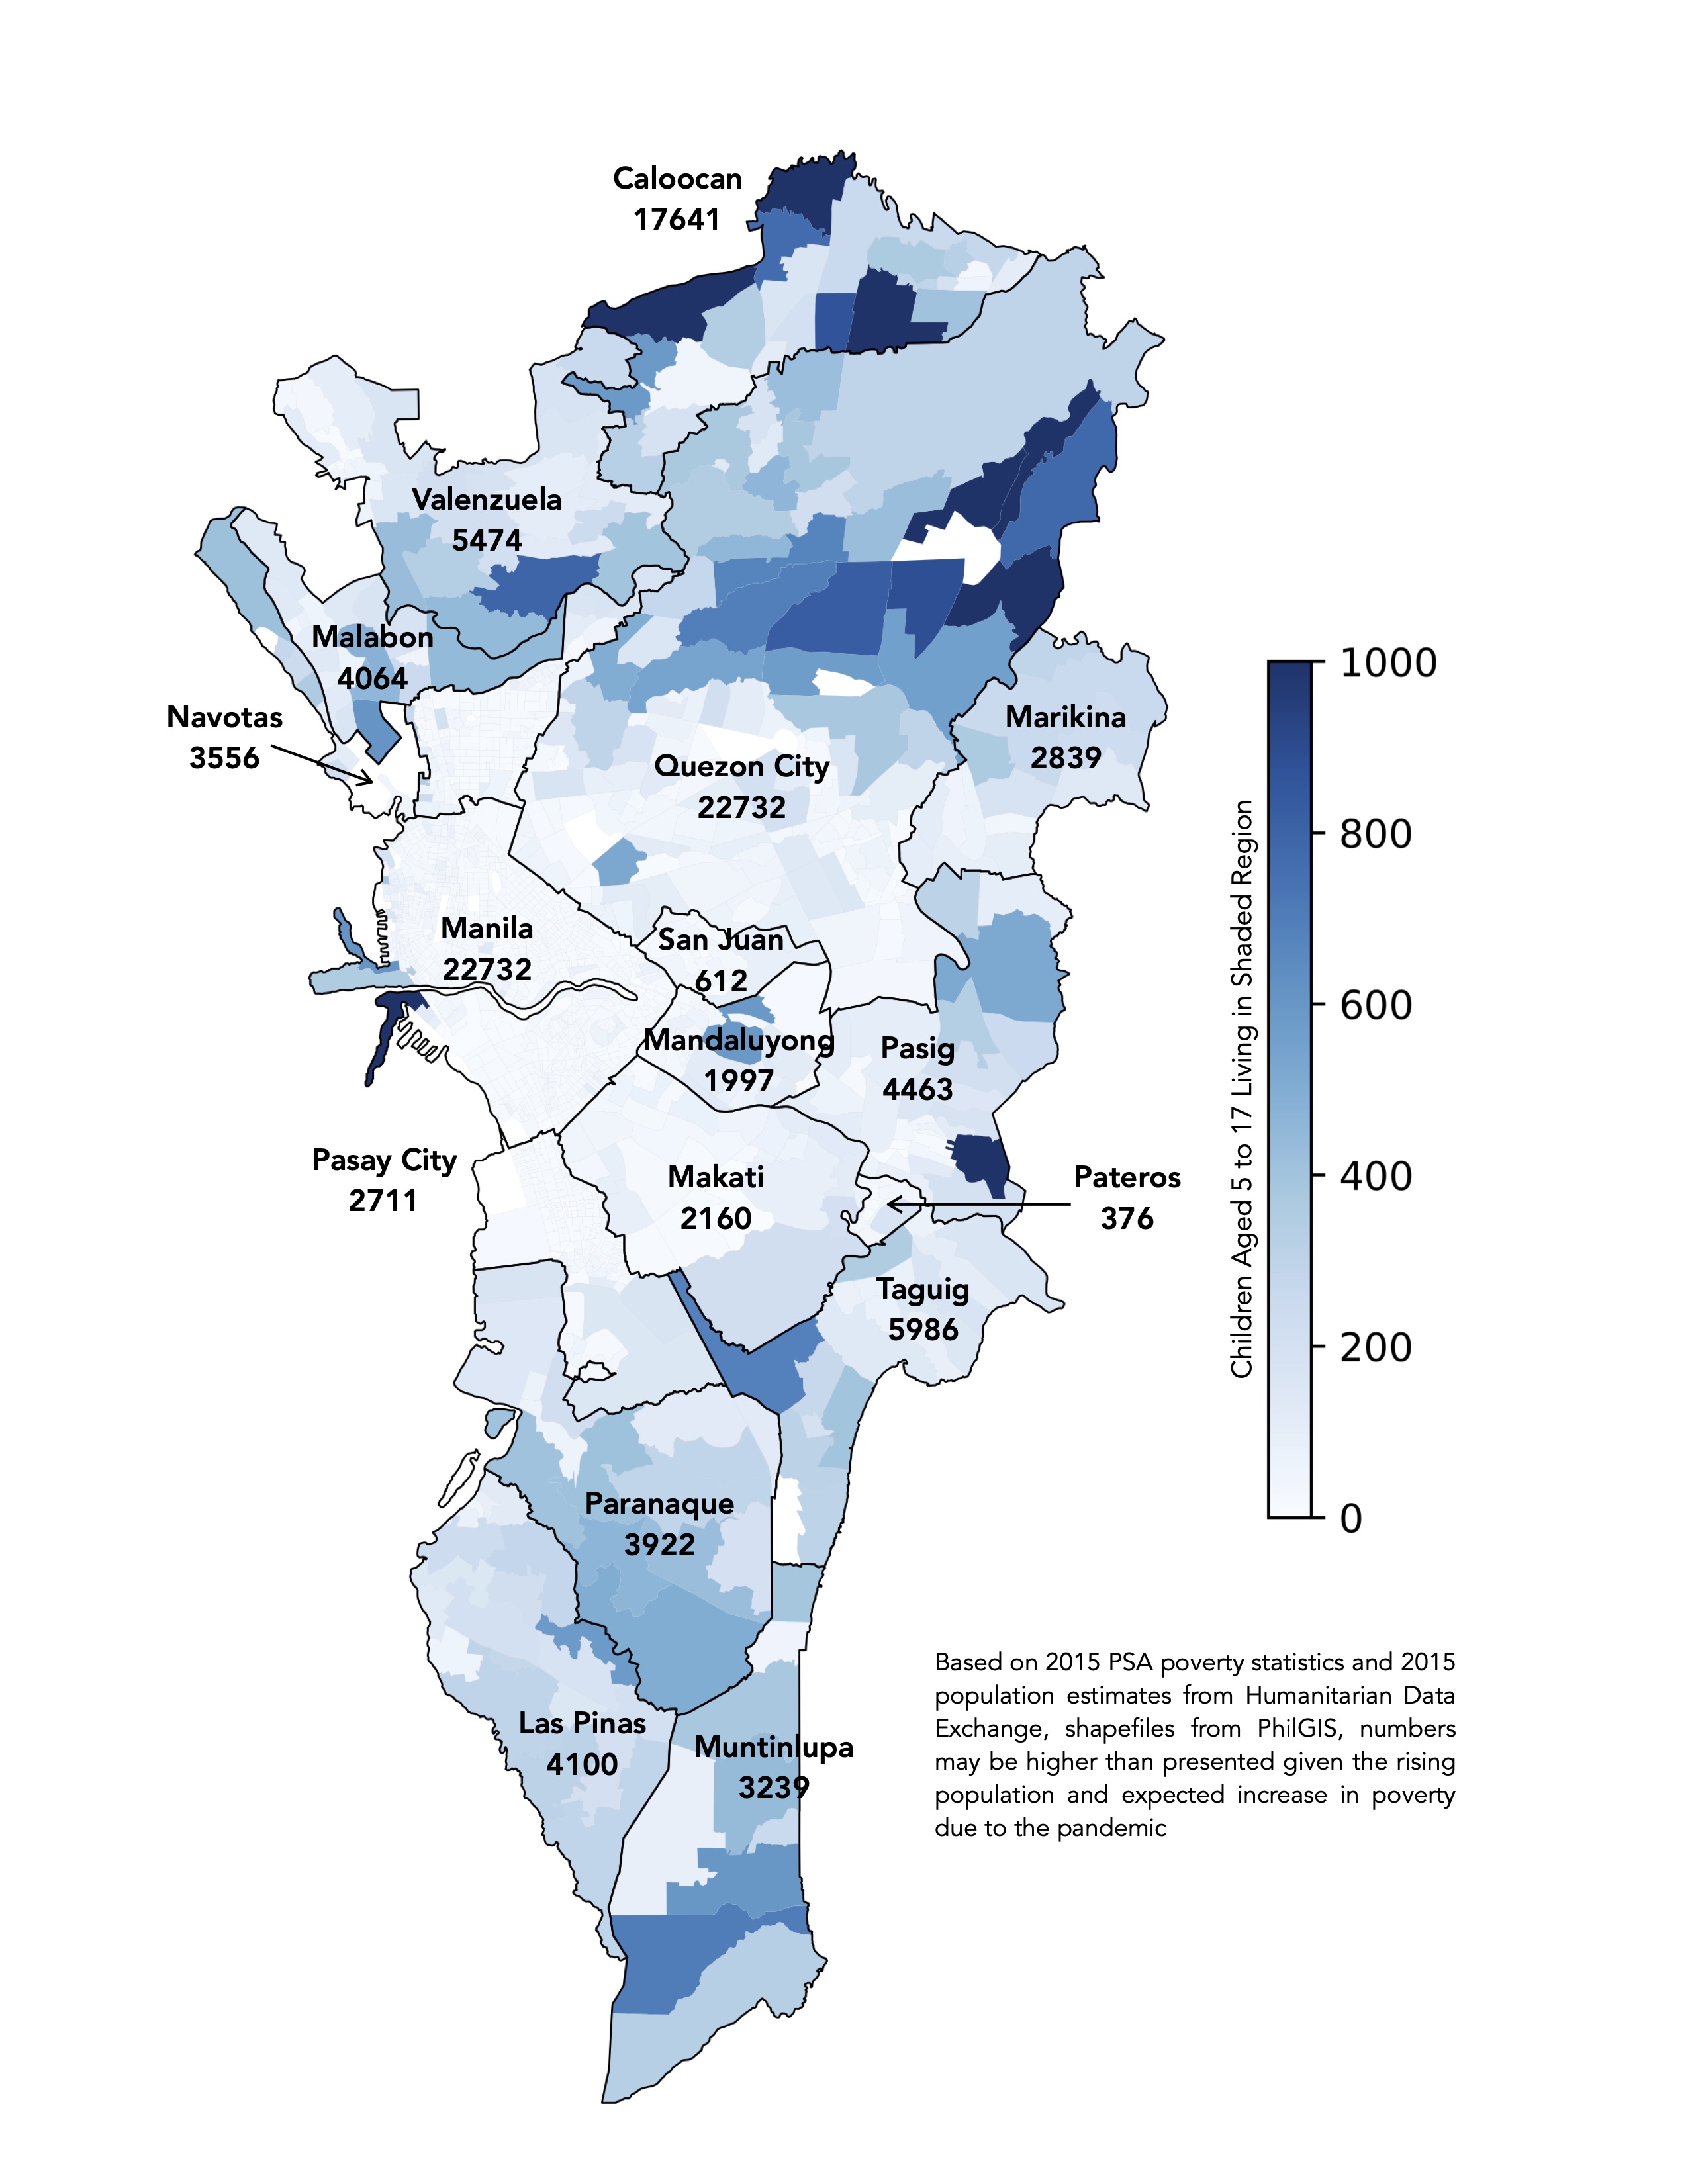 Caloocan
17641
Valenzuela
5474
Malabon
4064
Navotas
3556
Marikina
2839
Quezon City
22732
Manila
22732
San Juan
612
Mandaluyong
1997
Pasig
4463
Pasay City
2711
Makati
2160
Pateros
376
Taguig
5986
Paranaque
3922
Las Pinas
4100
Muntinlupa
3239
Children Aged 5 to 17 Living in Shaded Region
1000
800
600
400
200
0
Based on 2015 PSA poverty statistics and 2015
population estimates from Humanitarian Data
Exchange, shapefiles from PhilGIS, numbers
may be higher than presented given the rising
population and expected increase in poverty
due to the pandemic